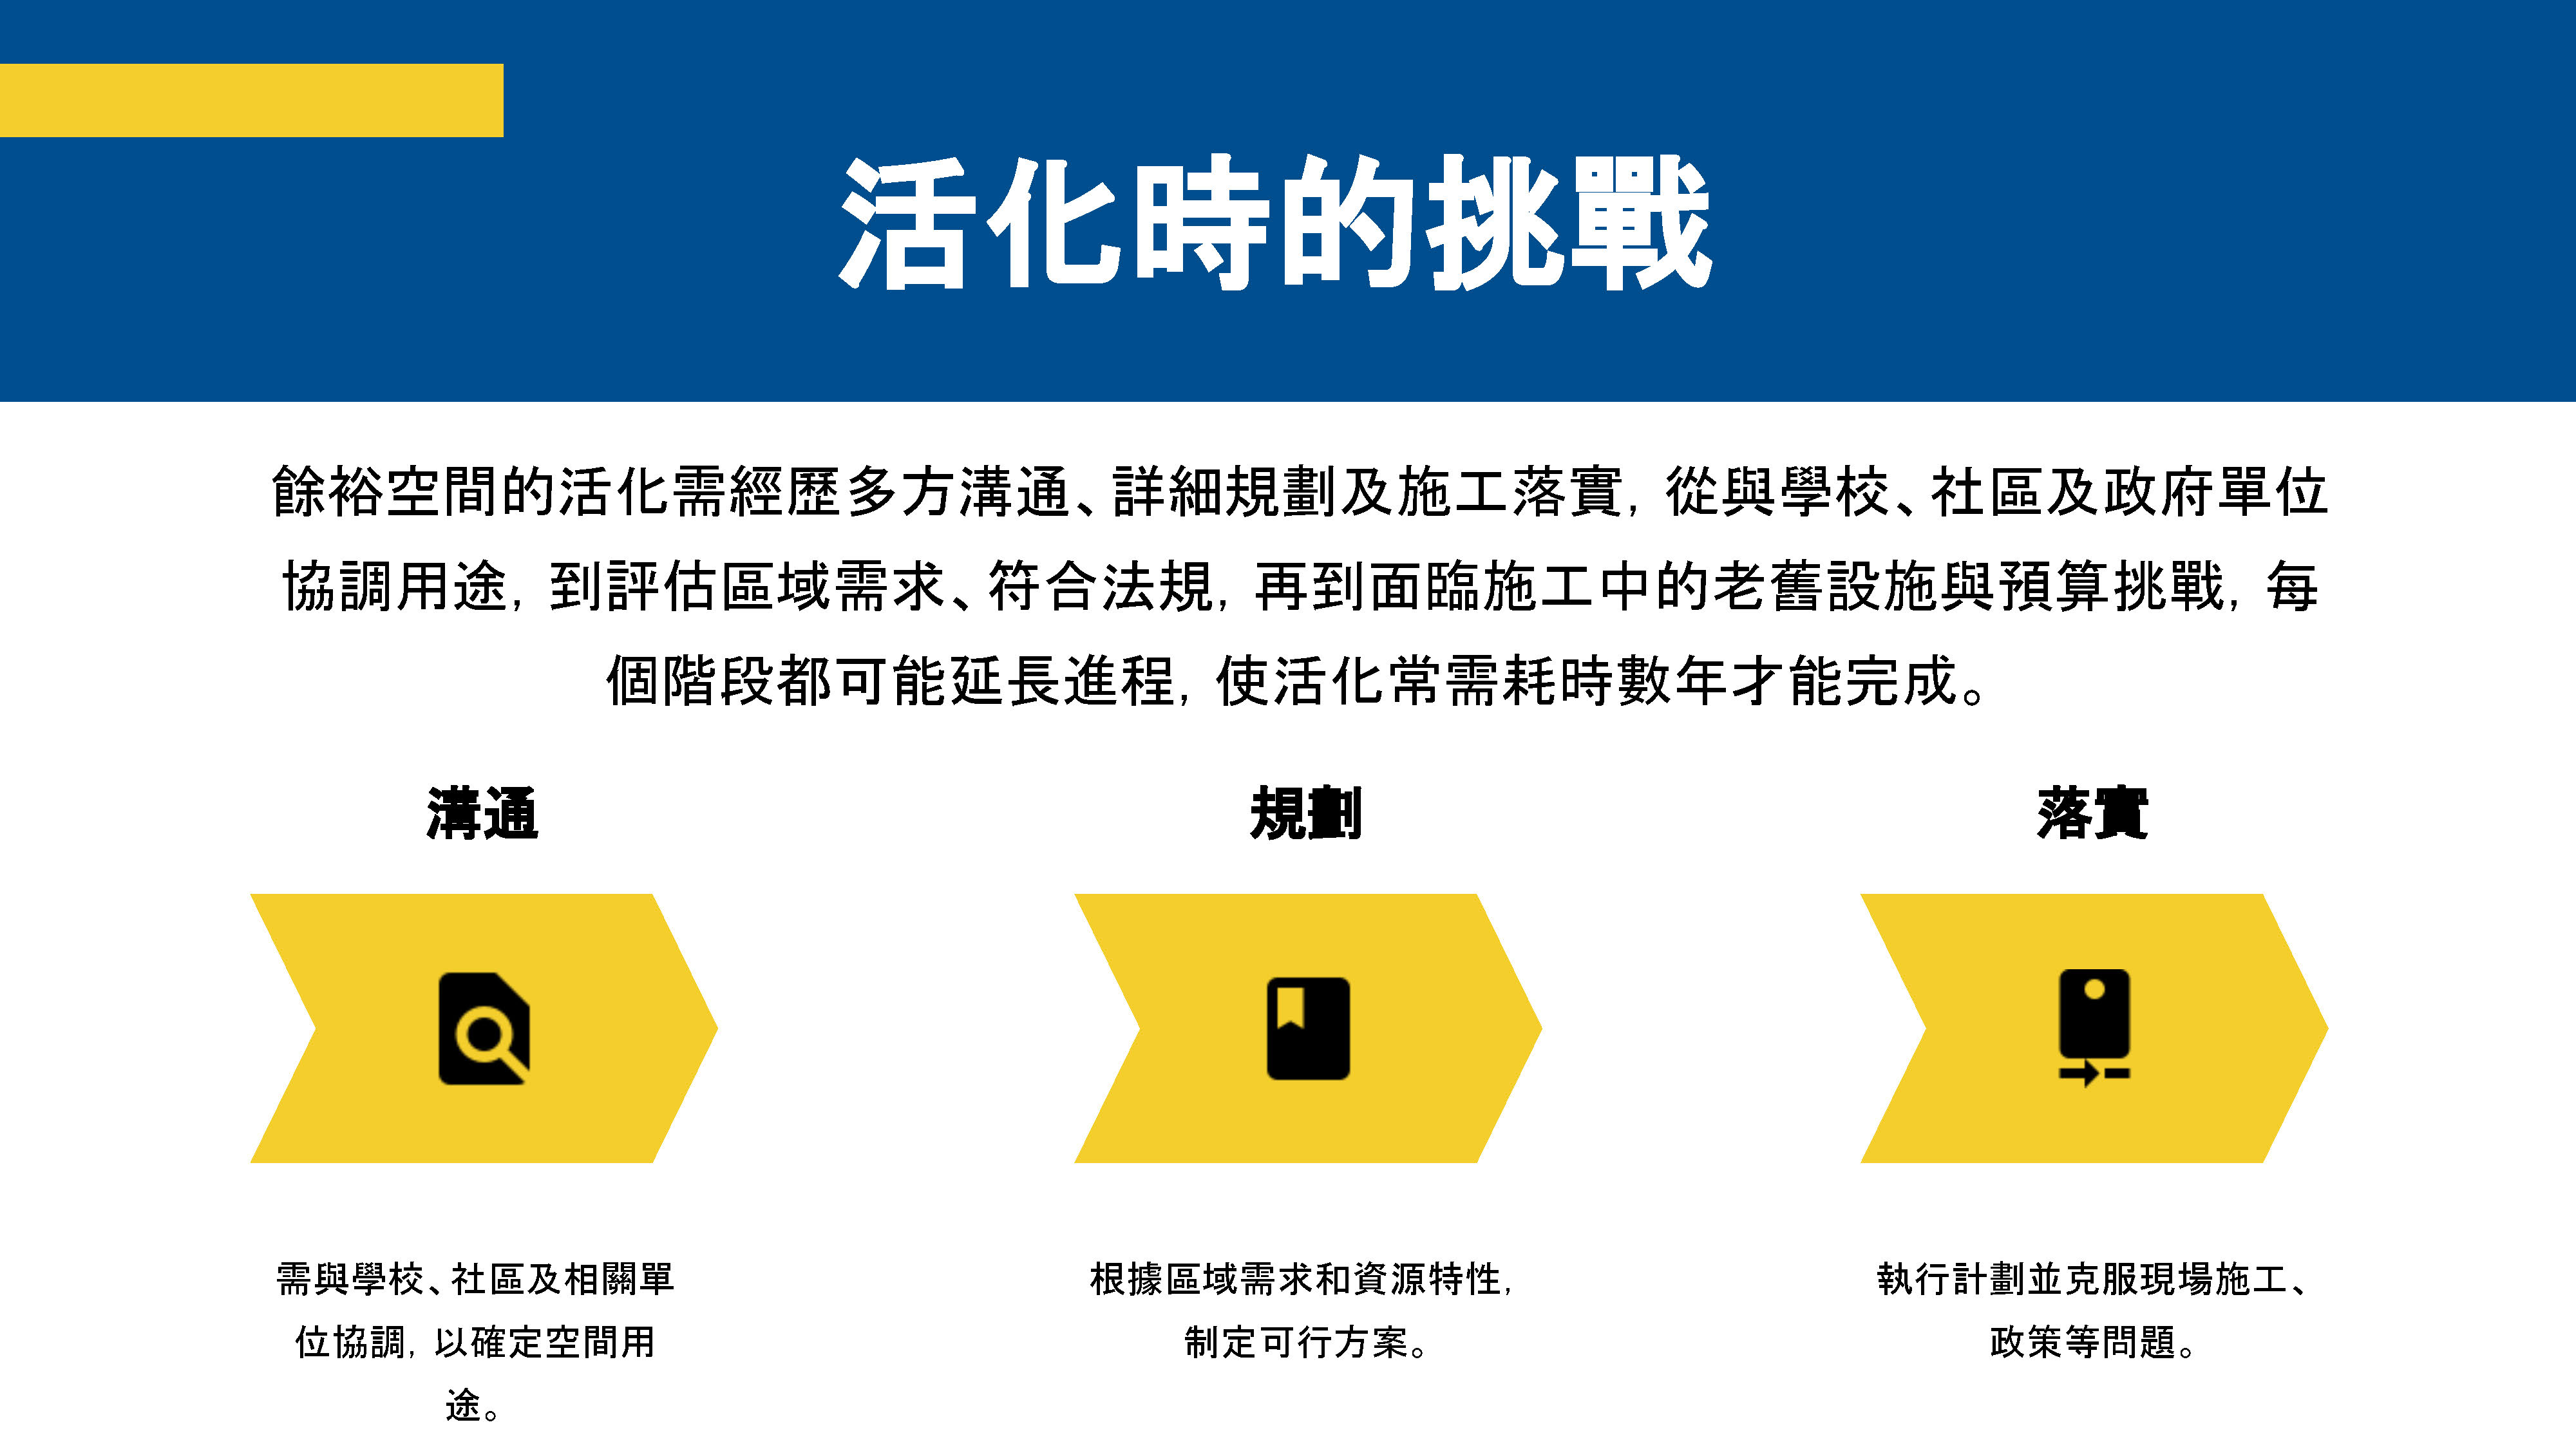 活化時的挑戰
餘裕空間的活化需經歷多方溝通、詳細規劃及施工落實，從與學校、社區及政府單位
協調用途，到評估區域需求、符合法規，再到面臨施工中的老舊設施與預算挑戰，每
個階段都可能延長進程，使活化常需耗時數年才能完成。
溝通
規劃
落實
需與學校、社區及相關單
位協調，以確定空間用
途。
根據區域需求和資源特性，
制定可行方案。
執行計劃並克服現場施工、
政策等問題。